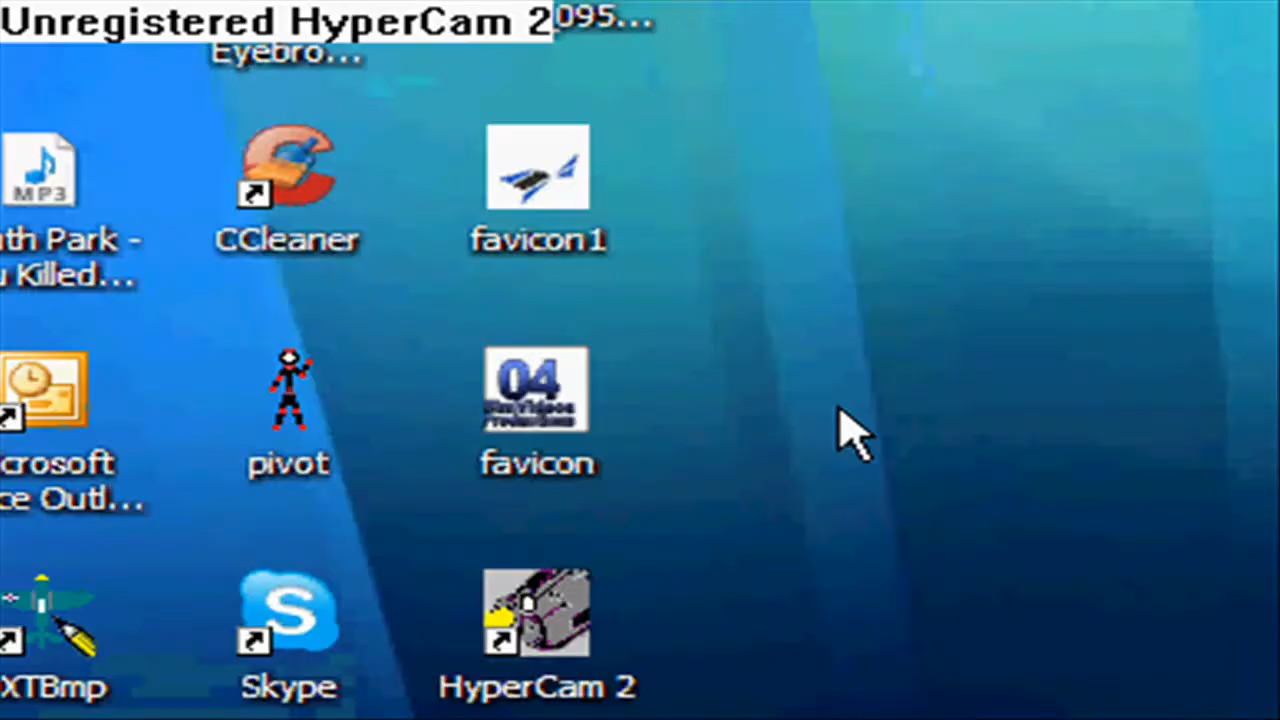 Unregistered HyperCam 2
095...
Eyebro...
MP3
th Park -
u Killed...
CCleaner
favicon1
crosoft
ce Outl...
pivot
04
favicon
XTBmp
S
Skype
HyperCam 2